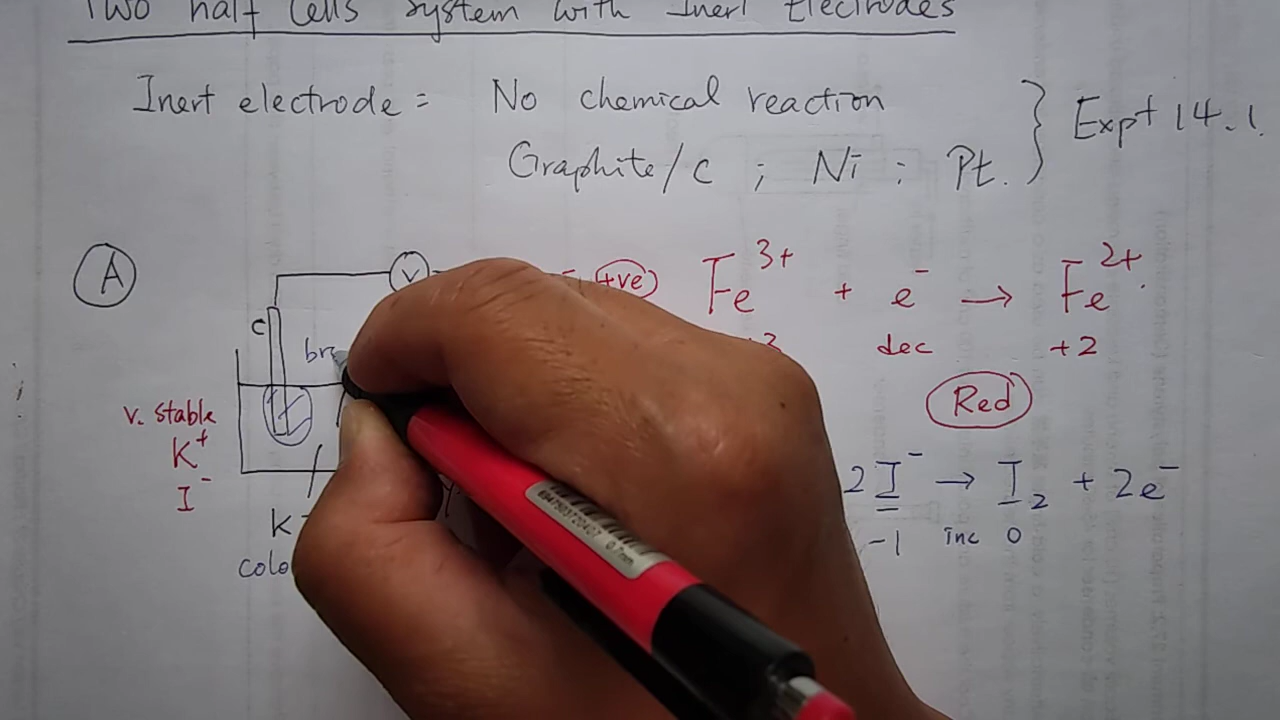 Two half cells system with Inert Electrodes
Inert electrode = No chemical reaction
Graphite/C ; Ni ; Pt.
Expt 14.1
A
V
+ve
Fe3+ + e- → Fe2+
dec +2
C
Red
v. stable
K+
I-
2I- → I2 + 2e-
-1 inc 0
K